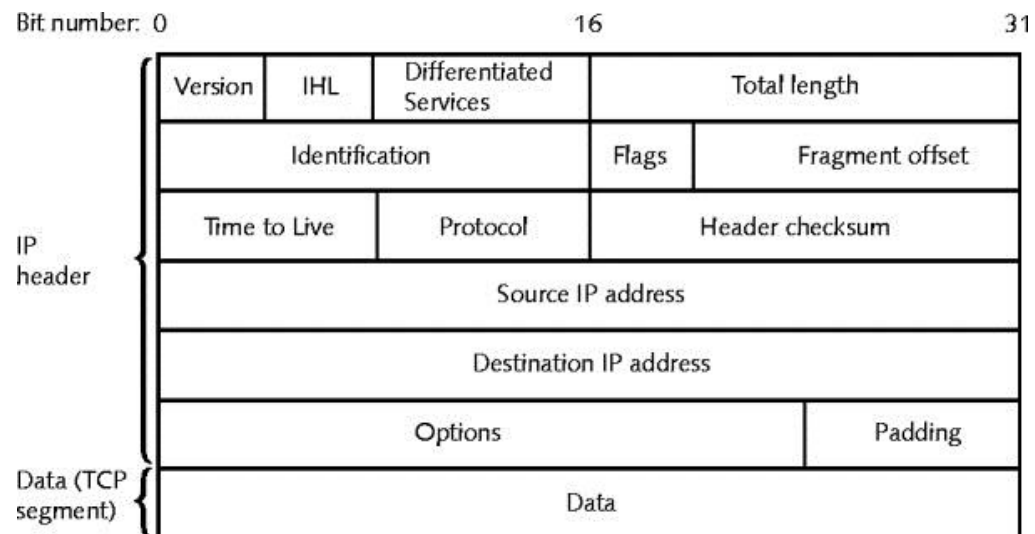 Bit number: 0 16 31
Version IHL Differentiated Services Total length
Identification Flags Fragment offset
Time to Live Protocol Header checksum
IP header
Source IP address
Destination IP address
Options Padding
Data (TCP segment)
Data